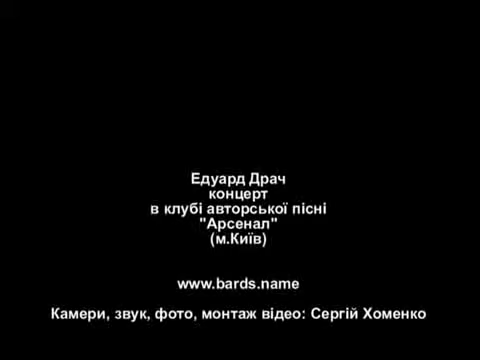 Едуард Драч
концерт
в клубі авторської пісні
"Арсенал"
(м.Київ)
www.bards.name
Камери, звук, фото, монтаж відео: Сергій Хоменко